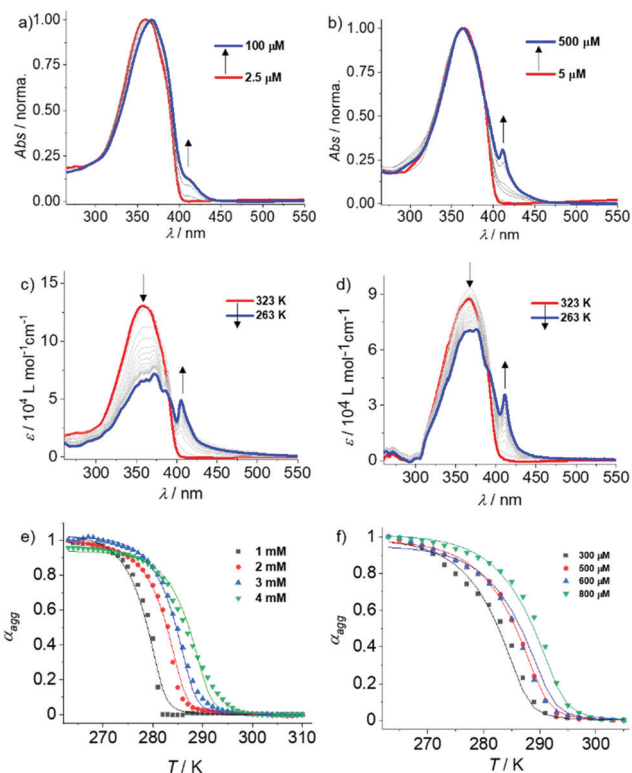 a)
100 μM
2.5 μM
Abs / norma.
1.00
0.75
0.50
0.25
0.00
300 350 400 450 500 550
λ / nm
b)
500 μM
5 μM
Abs / norma.
1.00
0.75
0.50
0.25
0.00
300 350 400 450 500 550
λ / nm
c)
323 K
263 K
ε / 10⁴ L mol-1cm-1
15
10
5
0
300 350 400 450 500 550
λ / nm
d)
323 K
263 K
ε / 10⁴ L mol-1cm-1
9
6
3
0
300 350 400 450 500 550
λ / nm
e)
1 mM
2 mM
3 mM
4 mM
αagg
1
0.8
0.6
0.4
0.2
0
270 280 290 300 310
T / K
f)
300 μM
500 μM
600 μM
800 μM
αagg
1
0.8
0.6
0.4
0.2
0
270 280 290 300
T / K